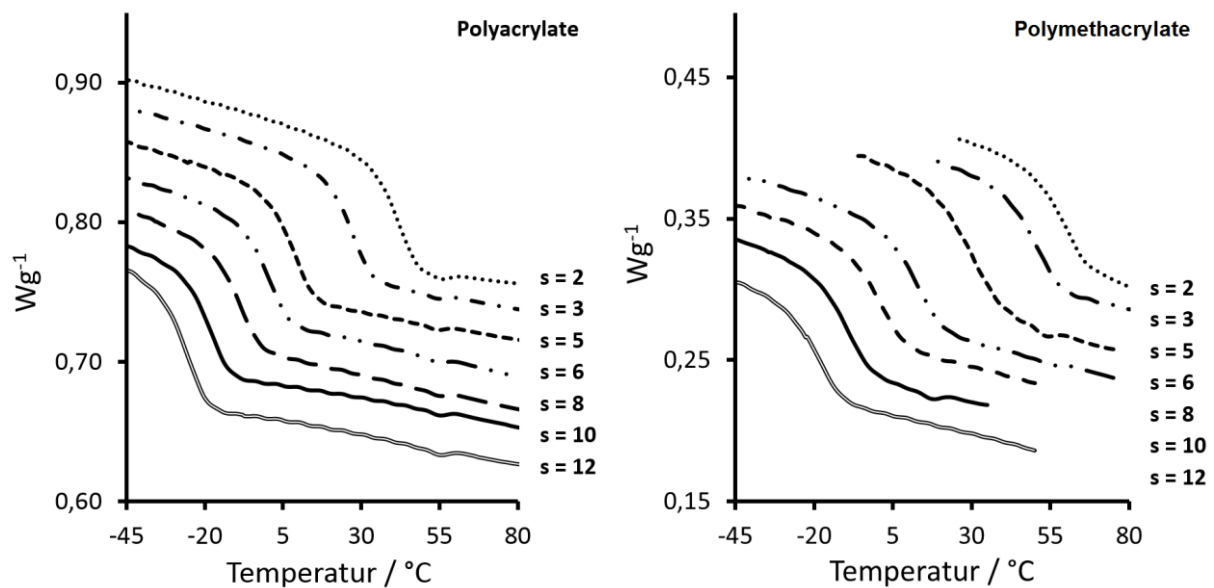 Polyacrylate
0,90
0,80
0,70
0,60
Wg-1
s = 2
s = 3
s = 5
s = 6
s = 8
s = 10
s = 12
-45 -20 5 30 55 80
Temperatur / °C
Polymethacrylate
0,45
0,35
0,25
0,15
Wg-1
s = 2
s = 3
s = 5
s = 6
s = 8
s = 10
s = 12
-45 -20 5 30 55 80
Temperatur / °C